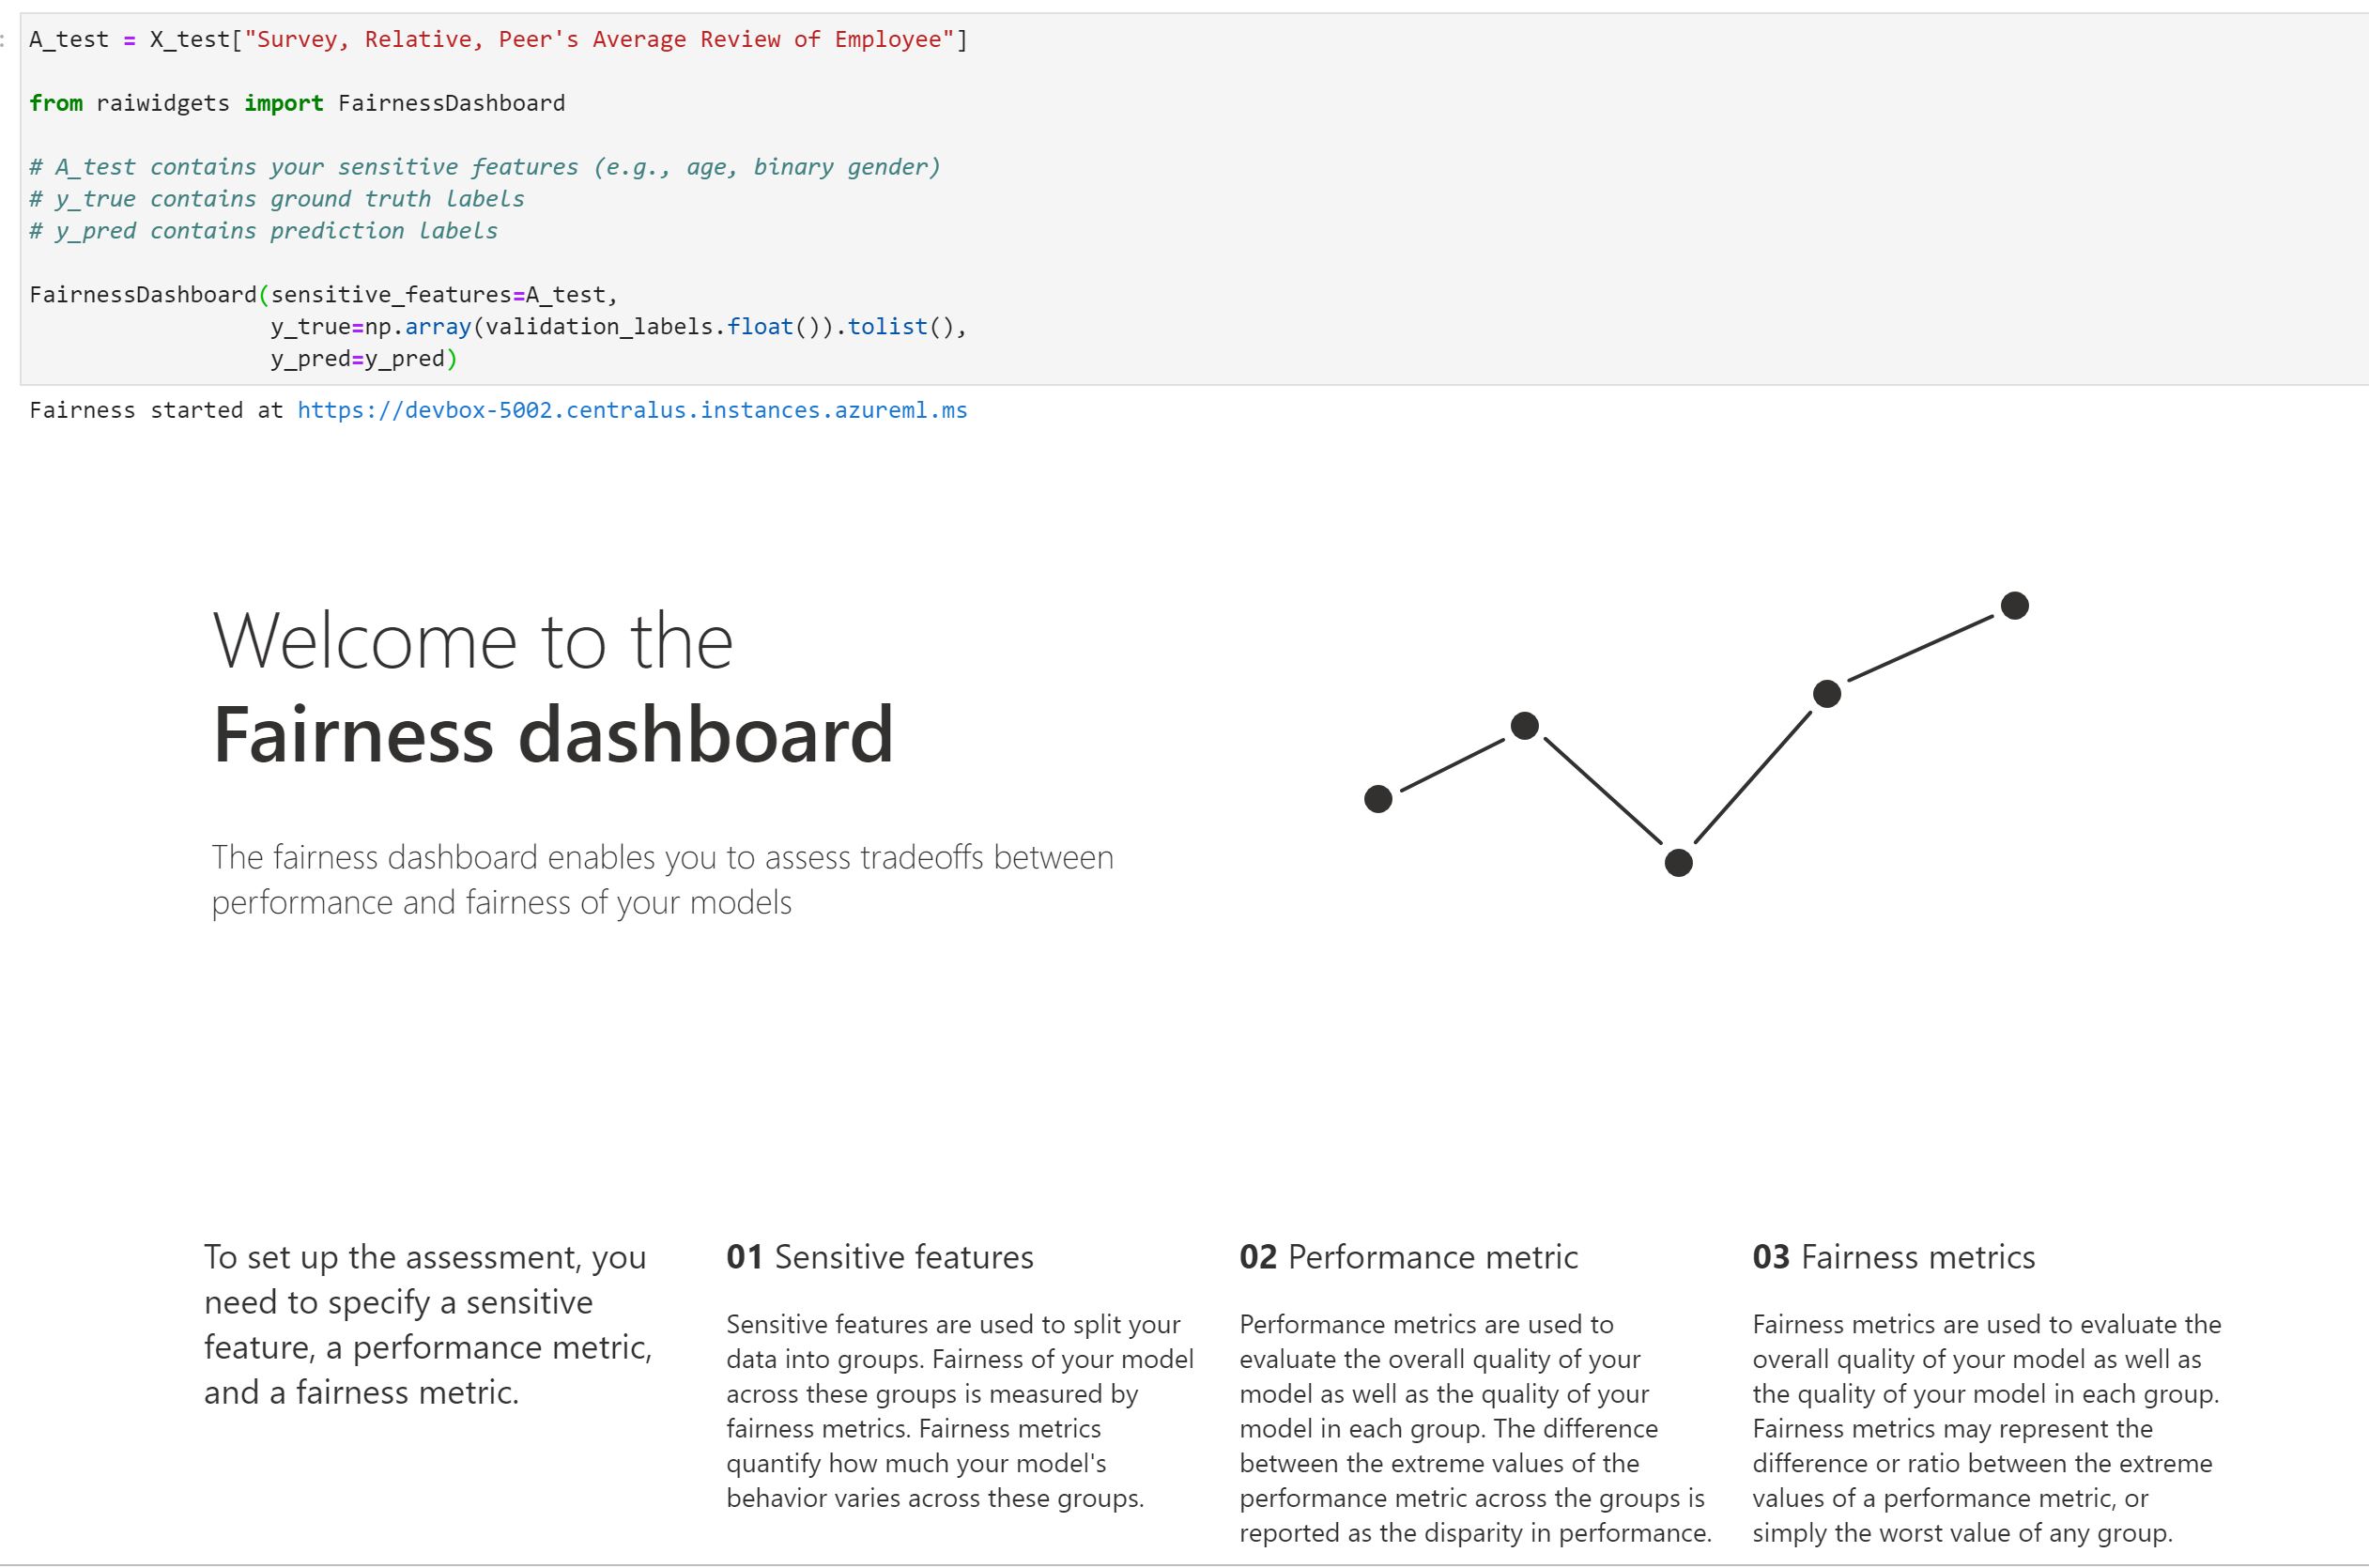 A_test = X_test["Survey, Relative, Peer's Average Review of Employee"]
from raiwidgets import FairnessDashboard
# A_test contains your sensitive features (e.g., age, binary gender)
# y_true contains ground truth labels
# y_pred contains prediction labels
FairnessDashboard(sensitive_features=A_test,
y_true=np.array(validation_labels.float()).tolist(),
y_pred=y_pred)
Fairness started at https://devbox-5002.centralus.instances.azureml.ms
Welcome to the
Fairness dashboard
The fairness dashboard enables you to assess tradeoffs between
performance and fairness of your models
To set up the assessment, you
need to specify a sensitive
feature, a performance metric,
and a fairness metric.
01 Sensitive features
Sensitive features are used to split your
data into groups. Fairness of your model
across these groups is measured by
fairness metrics. Fairness metrics
quantify how much your model's
behavior varies across these groups.
02 Performance metric
Performance metrics are used to
evaluate the overall quality of your
model as well as the quality of your
model in each group. The difference
between the extreme values of the
performance metric across the groups is
reported as the disparity in performance.
03 Fairness metrics
Fairness metrics are used to evaluate the
overall quality of your model as well as
the quality of your model in each group.
Fairness metrics may represent the
difference or ratio between the extreme
values of a performance metric, or
simply the worst value of any group.